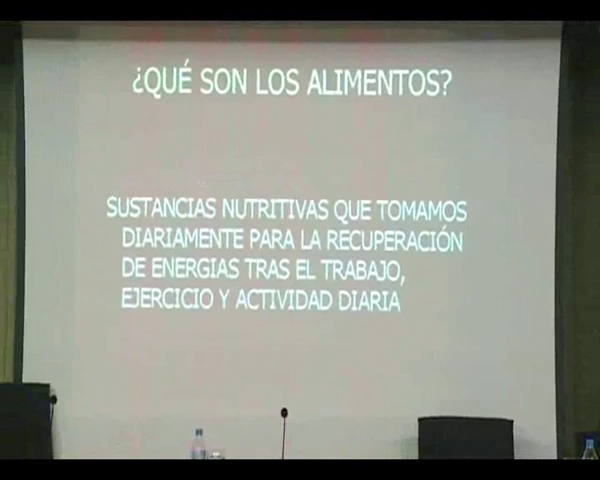 ¿QUÉ SON LOS ALIMENTOS?
SUSTANCIAS NUTRITIVAS QUE TOMAMOS
DIARIAMENTE PARA LA RECUPERACIÓN
DE ENERGIAS TRAS EL TRABAJO,
EJERCICIO Y ACTIVIDAD DIARIA